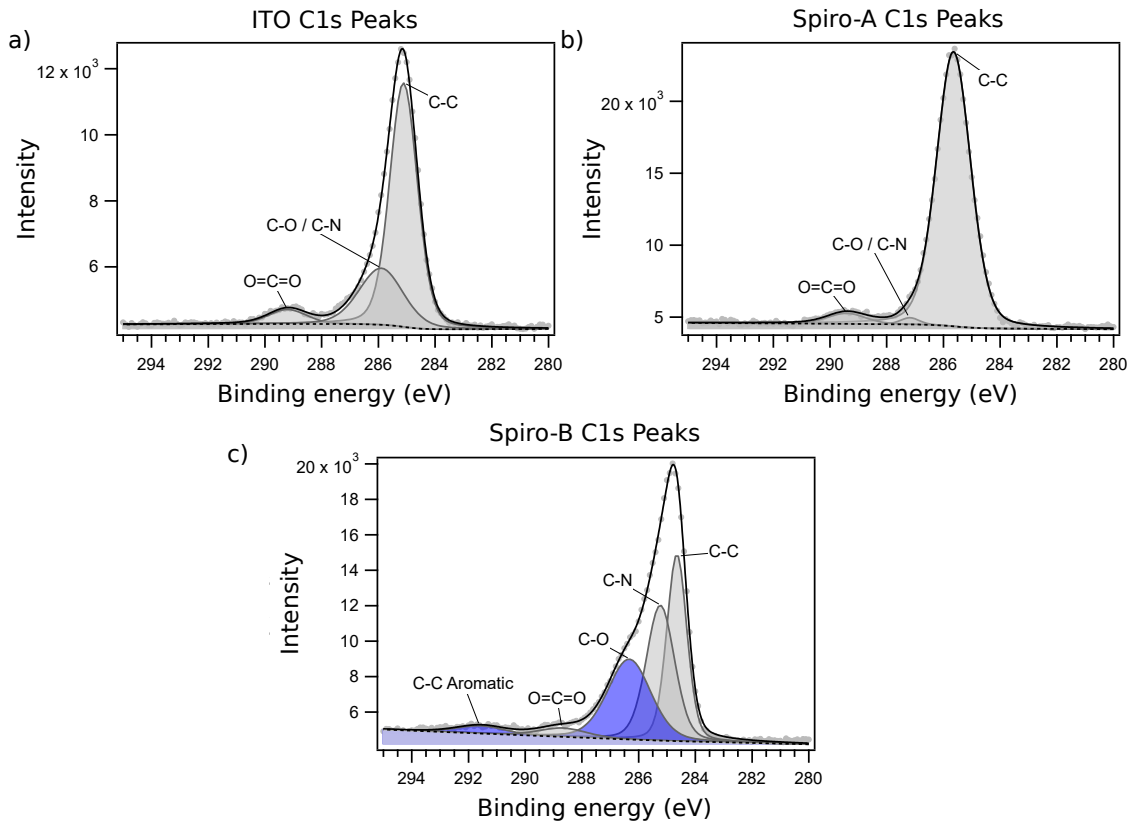 ITO C1s Peaks
a)
12 x 10³
10
8
6
Intensity
C-C
C-O / C-N
O=C=O
294 292 290 288 286 284 282 280
Binding energy (eV)
Spiro-A C1s Peaks
b)
20 x 10³
15
10
5
Intensity
C-C
C-O / C-N
O=C=O
294 292 290 288 286 284 282 280
Binding energy (eV)
Spiro-B C1s Peaks
c)
20 x 10³
18
16
14
12
10
8
6
Intensity
C-C
C-N
C-O
C-C Aromatic
O=C=O
294 292 290 288 286 284 282 280
Binding energy (eV)